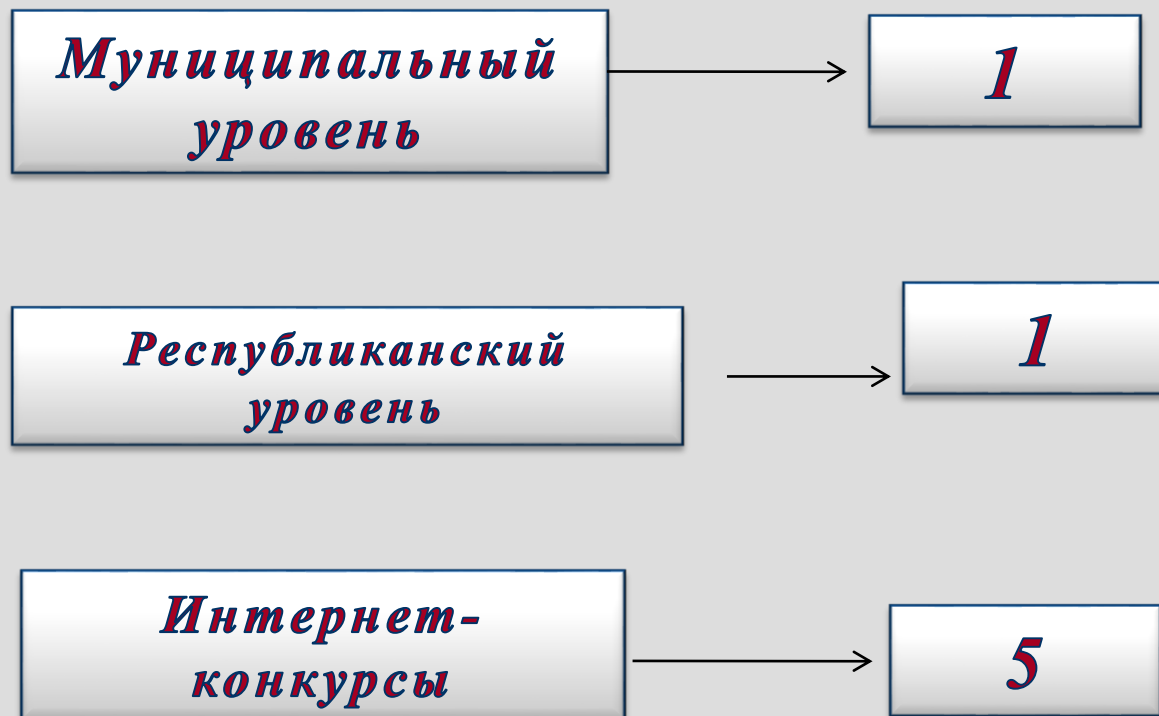 Муниципальный
уровень
1
Республиканский
уровень
1
Интернет-
конкурсы
5